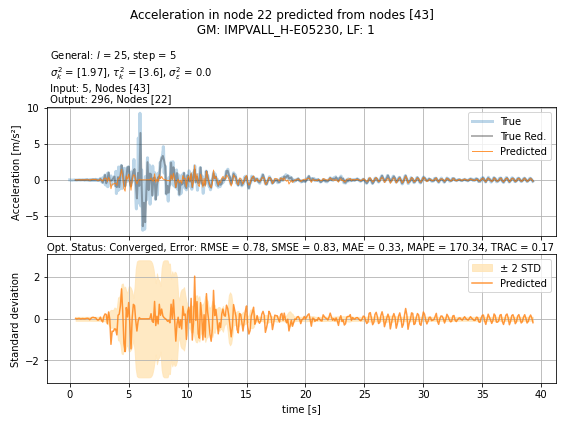 Acceleration in node 22 predicted from nodes [43]
GM: IMPVALL_H-E05230, LF: 1
General: l = 25, step = 5
σ²ₖ = [1.97], τ²ₖ = [3.6], σ²ε = 0.0
Input: 5, Nodes [43]
Output: 296, Nodes [22]
Acceleration [m/s²]
10
5
0
−5
True
True Red.
Predicted
Opt. Status: Converged, Error: RMSE = 0.78, SMSE = 0.83, MAE = 0.33, MAPE = 170.34, TRAC = 0.17
Standard deviation
2
0
−2
± 2 STD
Predicted
0 5 10 15 20 25 30 35 40
time [s]